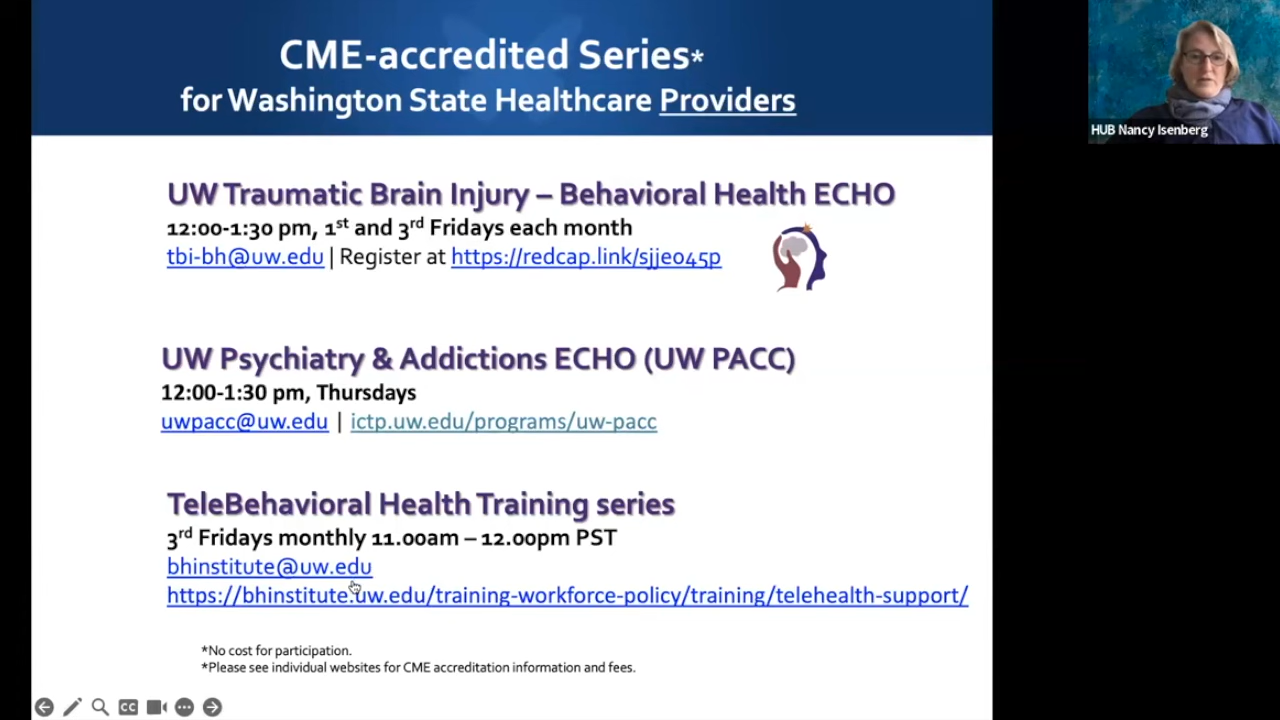 CME-accredited Series*
for Washington State Healthcare Providers
HUB Nancy Isenberg
UW Traumatic Brain Injury – Behavioral Health ECHO
12:00-1:30 pm, 1st and 3rd Fridays each month
tbi-bh@uw.edu | Register at https://redcap.link/sjje045p
UW Psychiatry & Addictions ECHO (UW PACC)
12:00-1:30 pm, Thursdays
uwpacc@uw.edu | ictp.uw.edu/programs/uw-pacc
TeleBehavioral Health Training series
3rd Fridays monthly 11.00am – 12.00pm PST
bhinstitute@uw.edu
https://bhinstitute.uw.edu/training-workforce-policy/training/telehealth-support/
*No cost for participation.
*Please see individual websites for CME accreditation information and fees.
CC